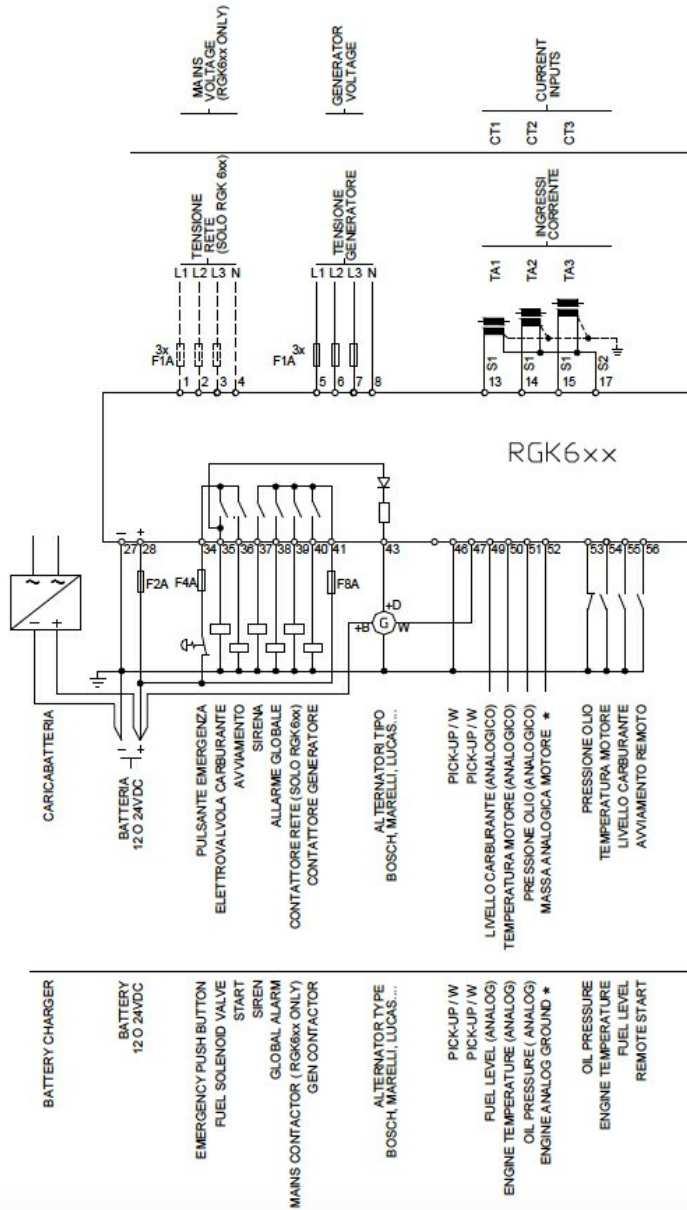 MAINS
VOLTAGE
(RGK6xx ONLY)
GENERATOR
VOLTAGE
CURRENT
INPUTS
CT1
CT2
CT3
TENSIONE
RETE
(SOLO RGK 6xx)
TENSIONE
GENERATORE
INGRESSI
CORRENTE
L1 L2 L3 N
L1 L2 L3 N
TA1
TA2
TA3
3x
F1A
3x
F1A
S1
S1
S1
S2
1 2 3 4
5 6 7 8
13 14 15 17
RGK6xx
- +
27 28 34 35 36 37 38 39 40 41 43 46 47 49 50 51 52 53 54 55 56
F2A
F4A
F8A
~ ~
- +
+D
+B
G
W
- +
CARICABATTERIA
BATTERIA
12 O 24VDC
PULSANTE EMERGENZA
ELETTROVALVOLA CARBURANTE
AVVIAMENTO
SIRENA
ALLARME GLOBALE
CONTATTORE RETE (SOLO RGK6xx)
CONTATTORE GENERATORE
ALTERNATORI TIPO
BOSCH, MARELLI, LUCAS....
PICK-UP / W
PICK-UP / W
LIVELLO CARBURANTE (ANALOGICO)
TEMPERATURA MOTORE (ANALOGICO)
PRESSIONE OLIO (ANALOGICO)
MASSA ANALOGICA MOTORE *
PRESSIONE OLIO
TEMPERATURA MOTORE
LIVELLO CARBURANTE
AVVIAMENTO REMOTO
BATTERY CHARGER
BATTERY
12 O 24VDC
EMERGENCY PUSH BUTTON
FUEL SOLENOID VALVE
START
SIREN
GLOBAL ALARM
MAINS CONTACTOR ( RGK6xx ONLY)
GEN CONTACTOR
ALTERNATOR TYPE
BOSCH, MARELLI, LUCAS....
PICK-UP / W
PICK-UP / W
FUEL LEVEL (ANALOG)
ENGINE TEMPERATURE (ANALOG)
OIL PRESSURE ( ANALOG)
ENGINE ANALOG GROUND *
OIL PRESSURE
ENGINE TEMPERATURE
FUEL LEVEL
REMOTE START